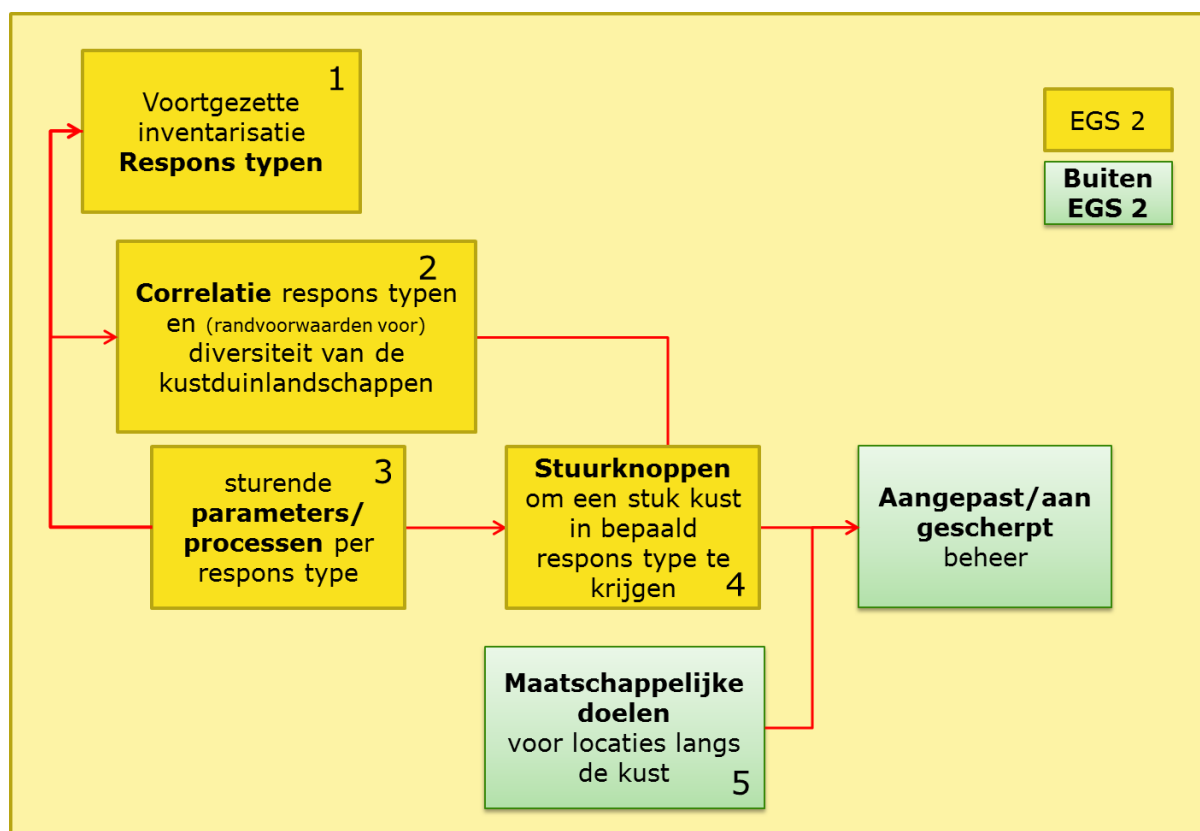 1
Voortgezette
inventarisatie
Respons typen
EGS 2
Buiten
EGS 2
2
Correlatie respons typen
en (randvoorwaarden voor)
diversiteit van de
kustduinlandschappen
3
sturende
parameters/
processen per
respons type
Stuurknoppen
om een stuk kust
in bepaald
respons type te
krijgen
4
Aangepast/aan
gescherpt
beheer
Maatschappelijke
doelen
voor locaties langs
de kust
5